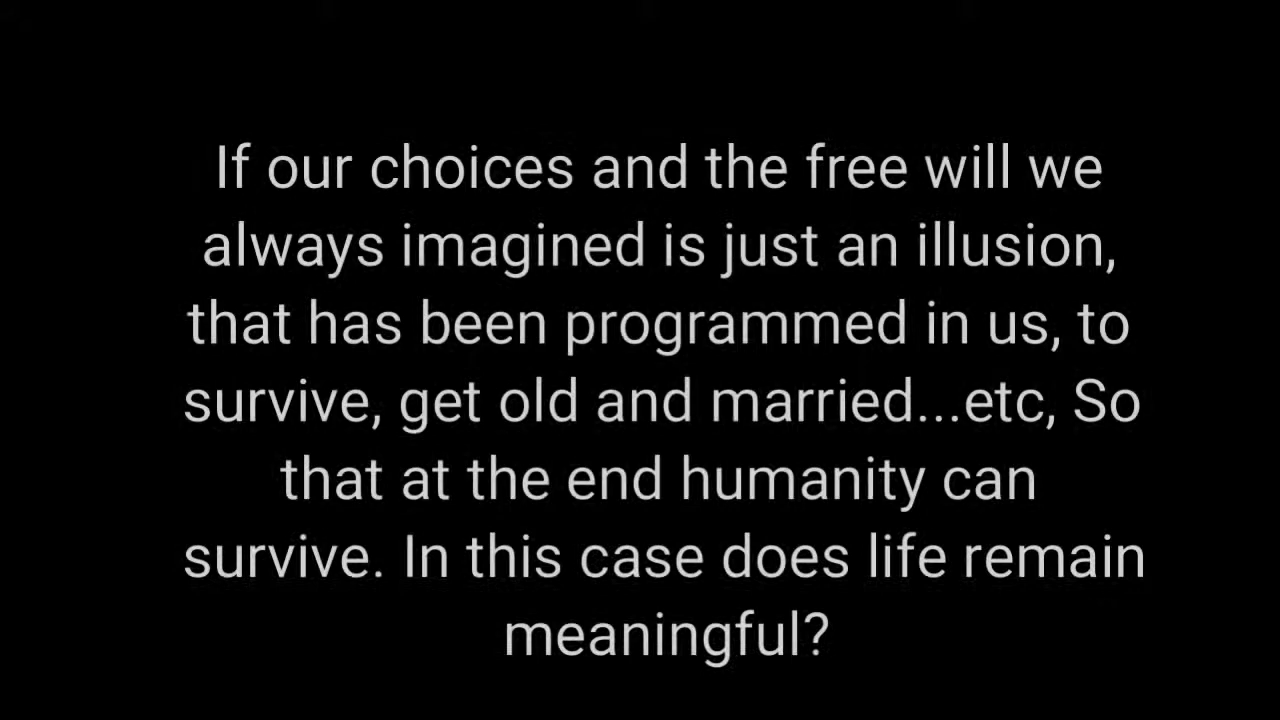 If our choices and the free will we
always imagined is just an illusion,
that has been programmed in us, to
survive, get old and married...etc, So
that at the end humanity can
survive. In this case does life remain
meaningful?